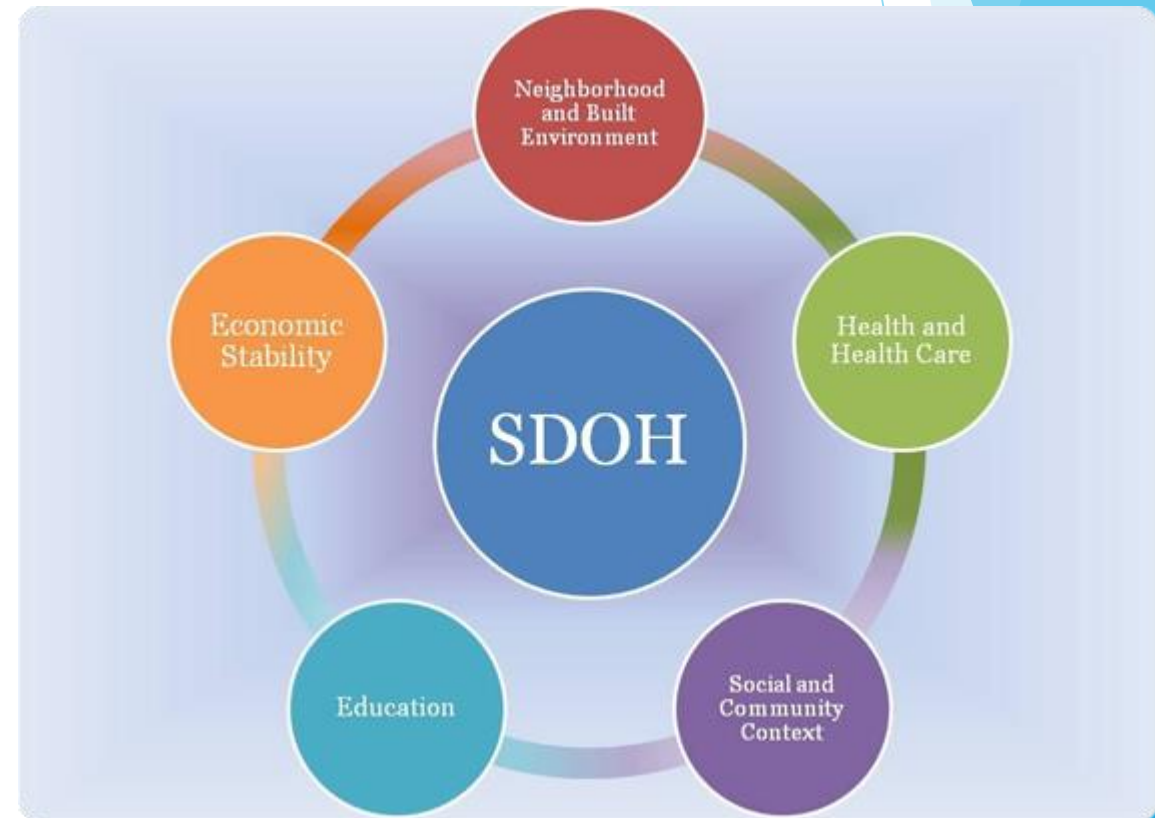 Neighborhood
and Built
Environment
Economic
Stability
Health and
Health Care
SDOH
Education
Social and
Community
Context